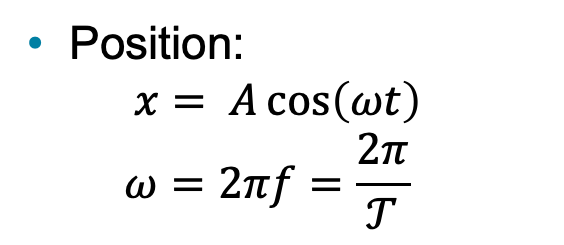 • Position:
𝑥 = 𝐴 cos(𝜔𝑡)
𝜔 = 2𝜋𝑓 = 2𝜋/𝒯